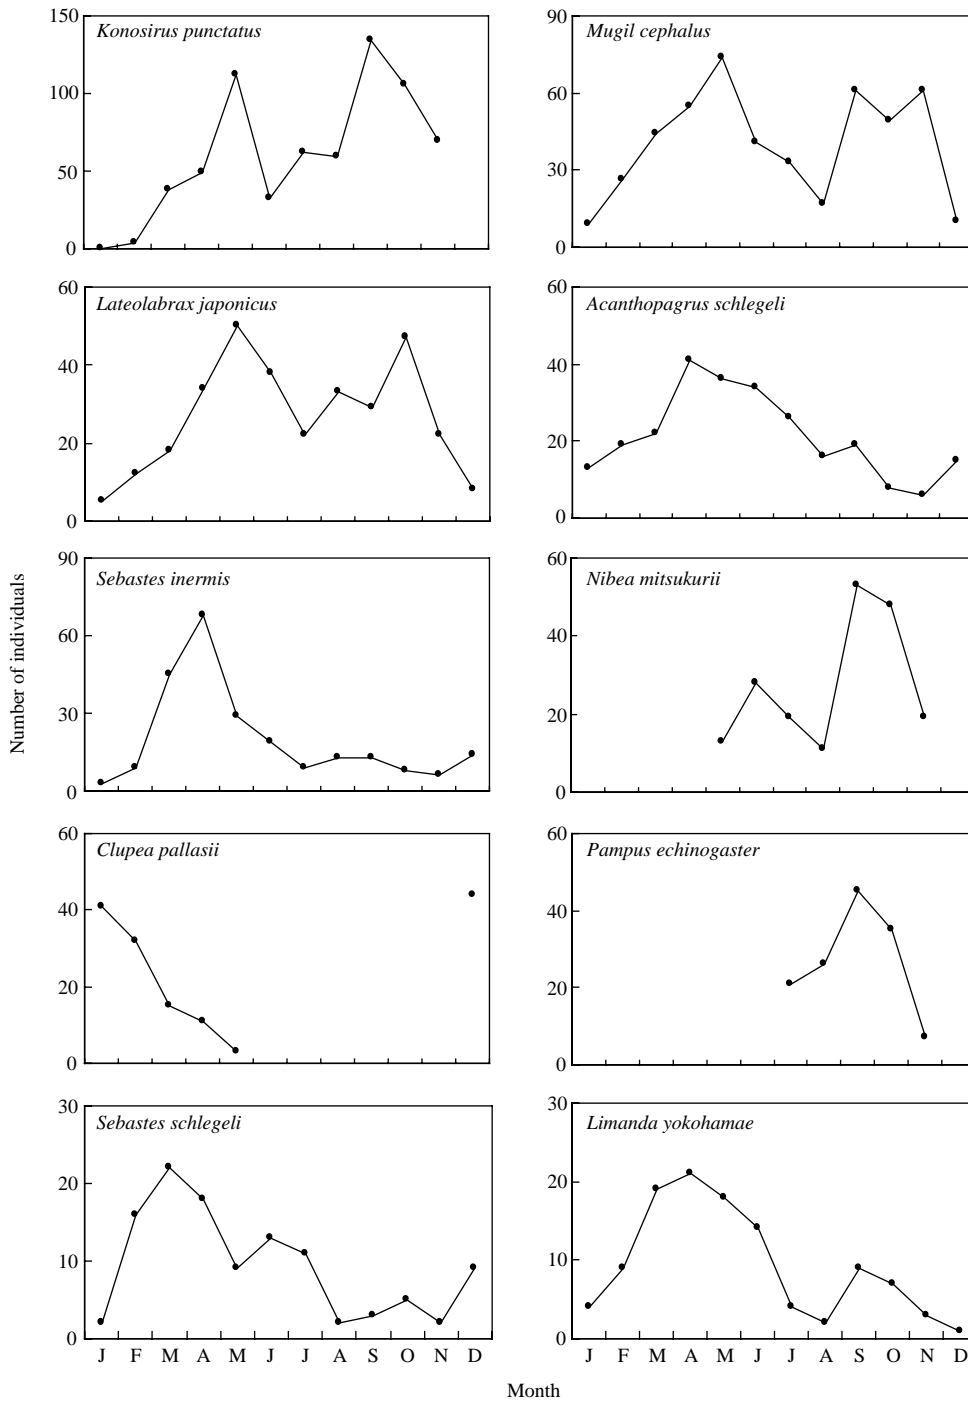 Konosirus punctatus
150
100
50
0
Mugil cephalus
90
60
30
0
Lateolabrax japonicus
60
40
20
0
Acanthopagrus schlegeli
60
40
20
0
Number of individuals
Sebastes inermis
90
60
30
0
Nibea mitsukurii
60
40
20
0
Clupea pallasii
60
40
20
0
Pampus echinogaster
60
40
20
0
Sebastes schlegeli
30
20
10
0
J F M A M J J A S O N D
Limanda yokohamae
30
20
10
0
J F M A M J J A S O N D
Month